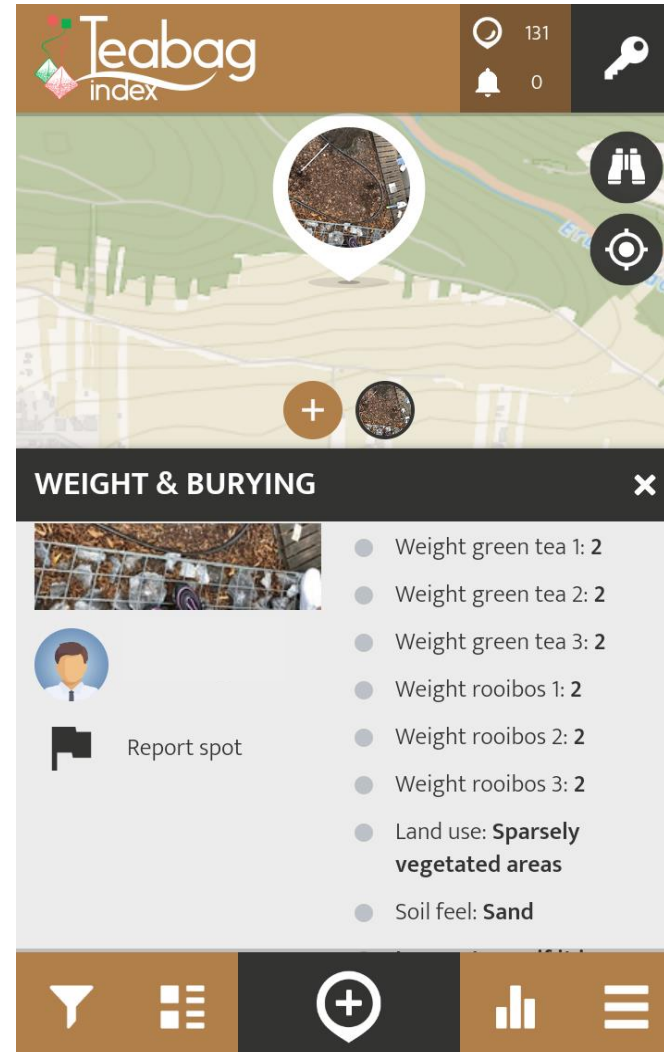 Teabag
index
131
0
WEIGHT & BURYING
Weight green tea 1: 2
Weight green tea 2: 2
Weight green tea 3: 2
Weight rooibos 1: 2
Weight rooibos 2: 2
Weight rooibos 3: 2
Land use: Sparsely
vegetated areas
Soil feel: Sand
Report spot